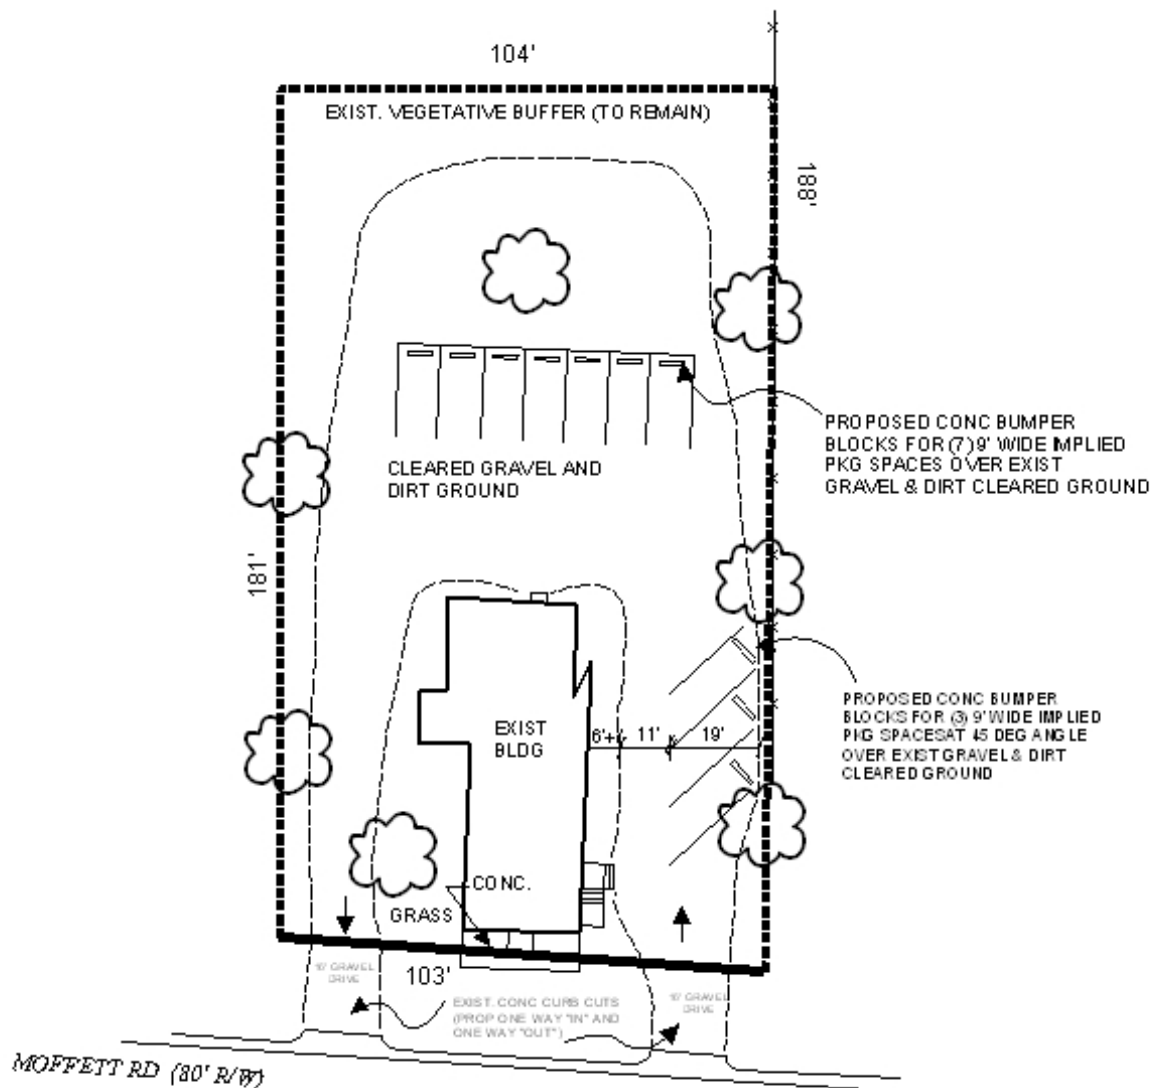 104'
EXIST. VEGETATIVE BUFFER (TO REMAIN)
188'
PROPOSED CONC BUMPER
BLOCKS FOR (7) 9' WIDE IMPLIED
PKG SPACES OVER EXIST
GRAVEL & DIRT CLEARED GROUND
CLEARED GRAVEL AND
DIRT GROUND
181'
PROPOSED CONC BUMPER
BLOCKS FOR (3) 9' WIDE IMPLIED
PKG SPACESAT 45 DEG ANGLE
OVER EXIST GRAVEL & DIRT
CLEARED GROUND
EXIST
BLDG
6'+
11'
19'
CONC.
GRASS
103'
GRAVEL
DRIVE
EXIST. CONC CURB CUTS
(PROP ONE WAY "IN" AND
ONE WAY "OUT")
GRAVEL
DRIVE
MOFFETT RD (80' R/W)